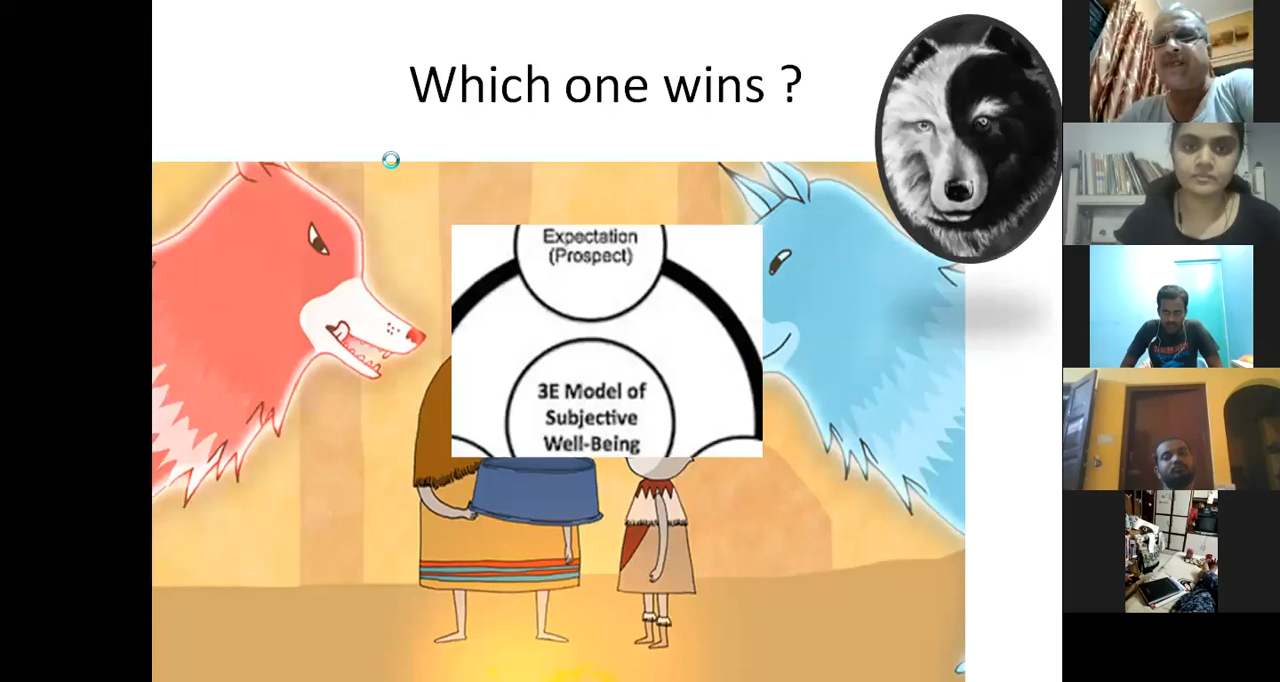 Which one wins ?
Expectation
(Prospect)
3E Model of
Subjective
Well-Being